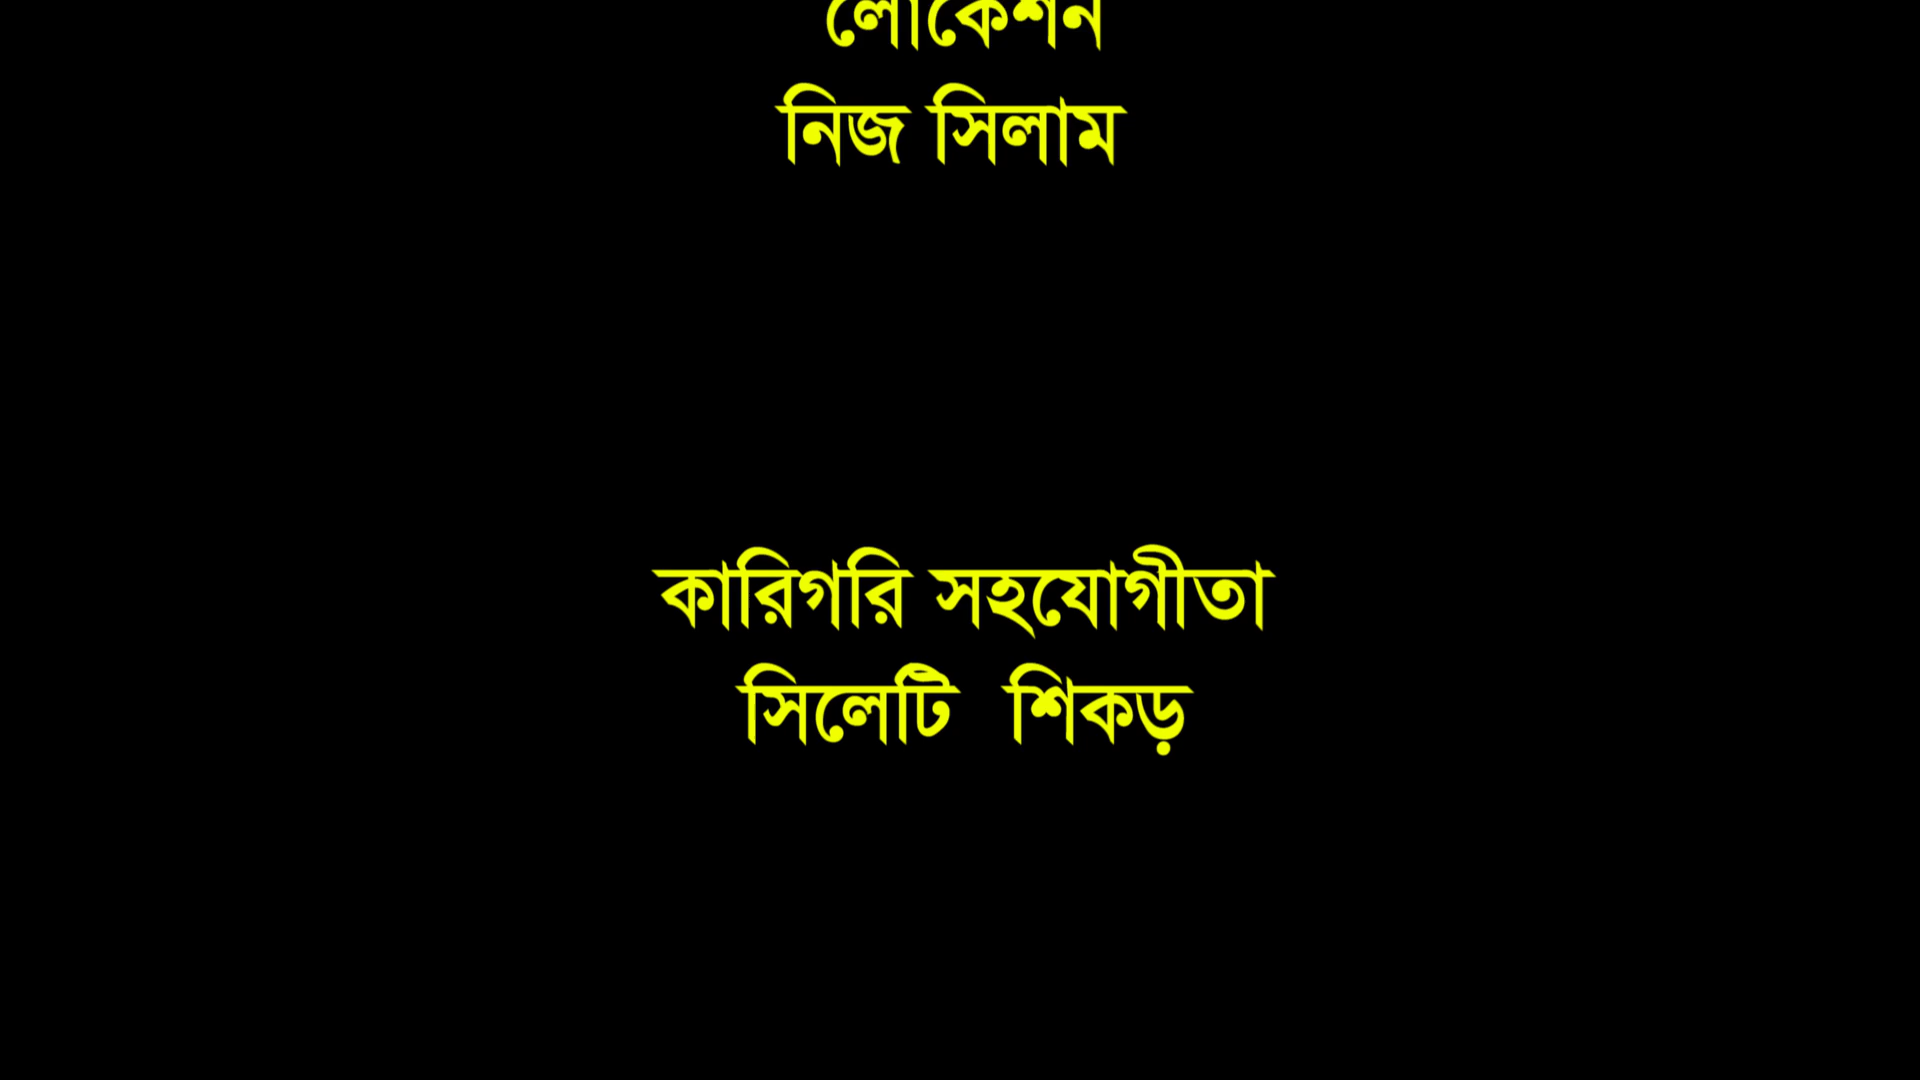 লোকেশন
নিজ সিলাম
কারিগরি সহযোগীতা
সিলেটি শিকড়